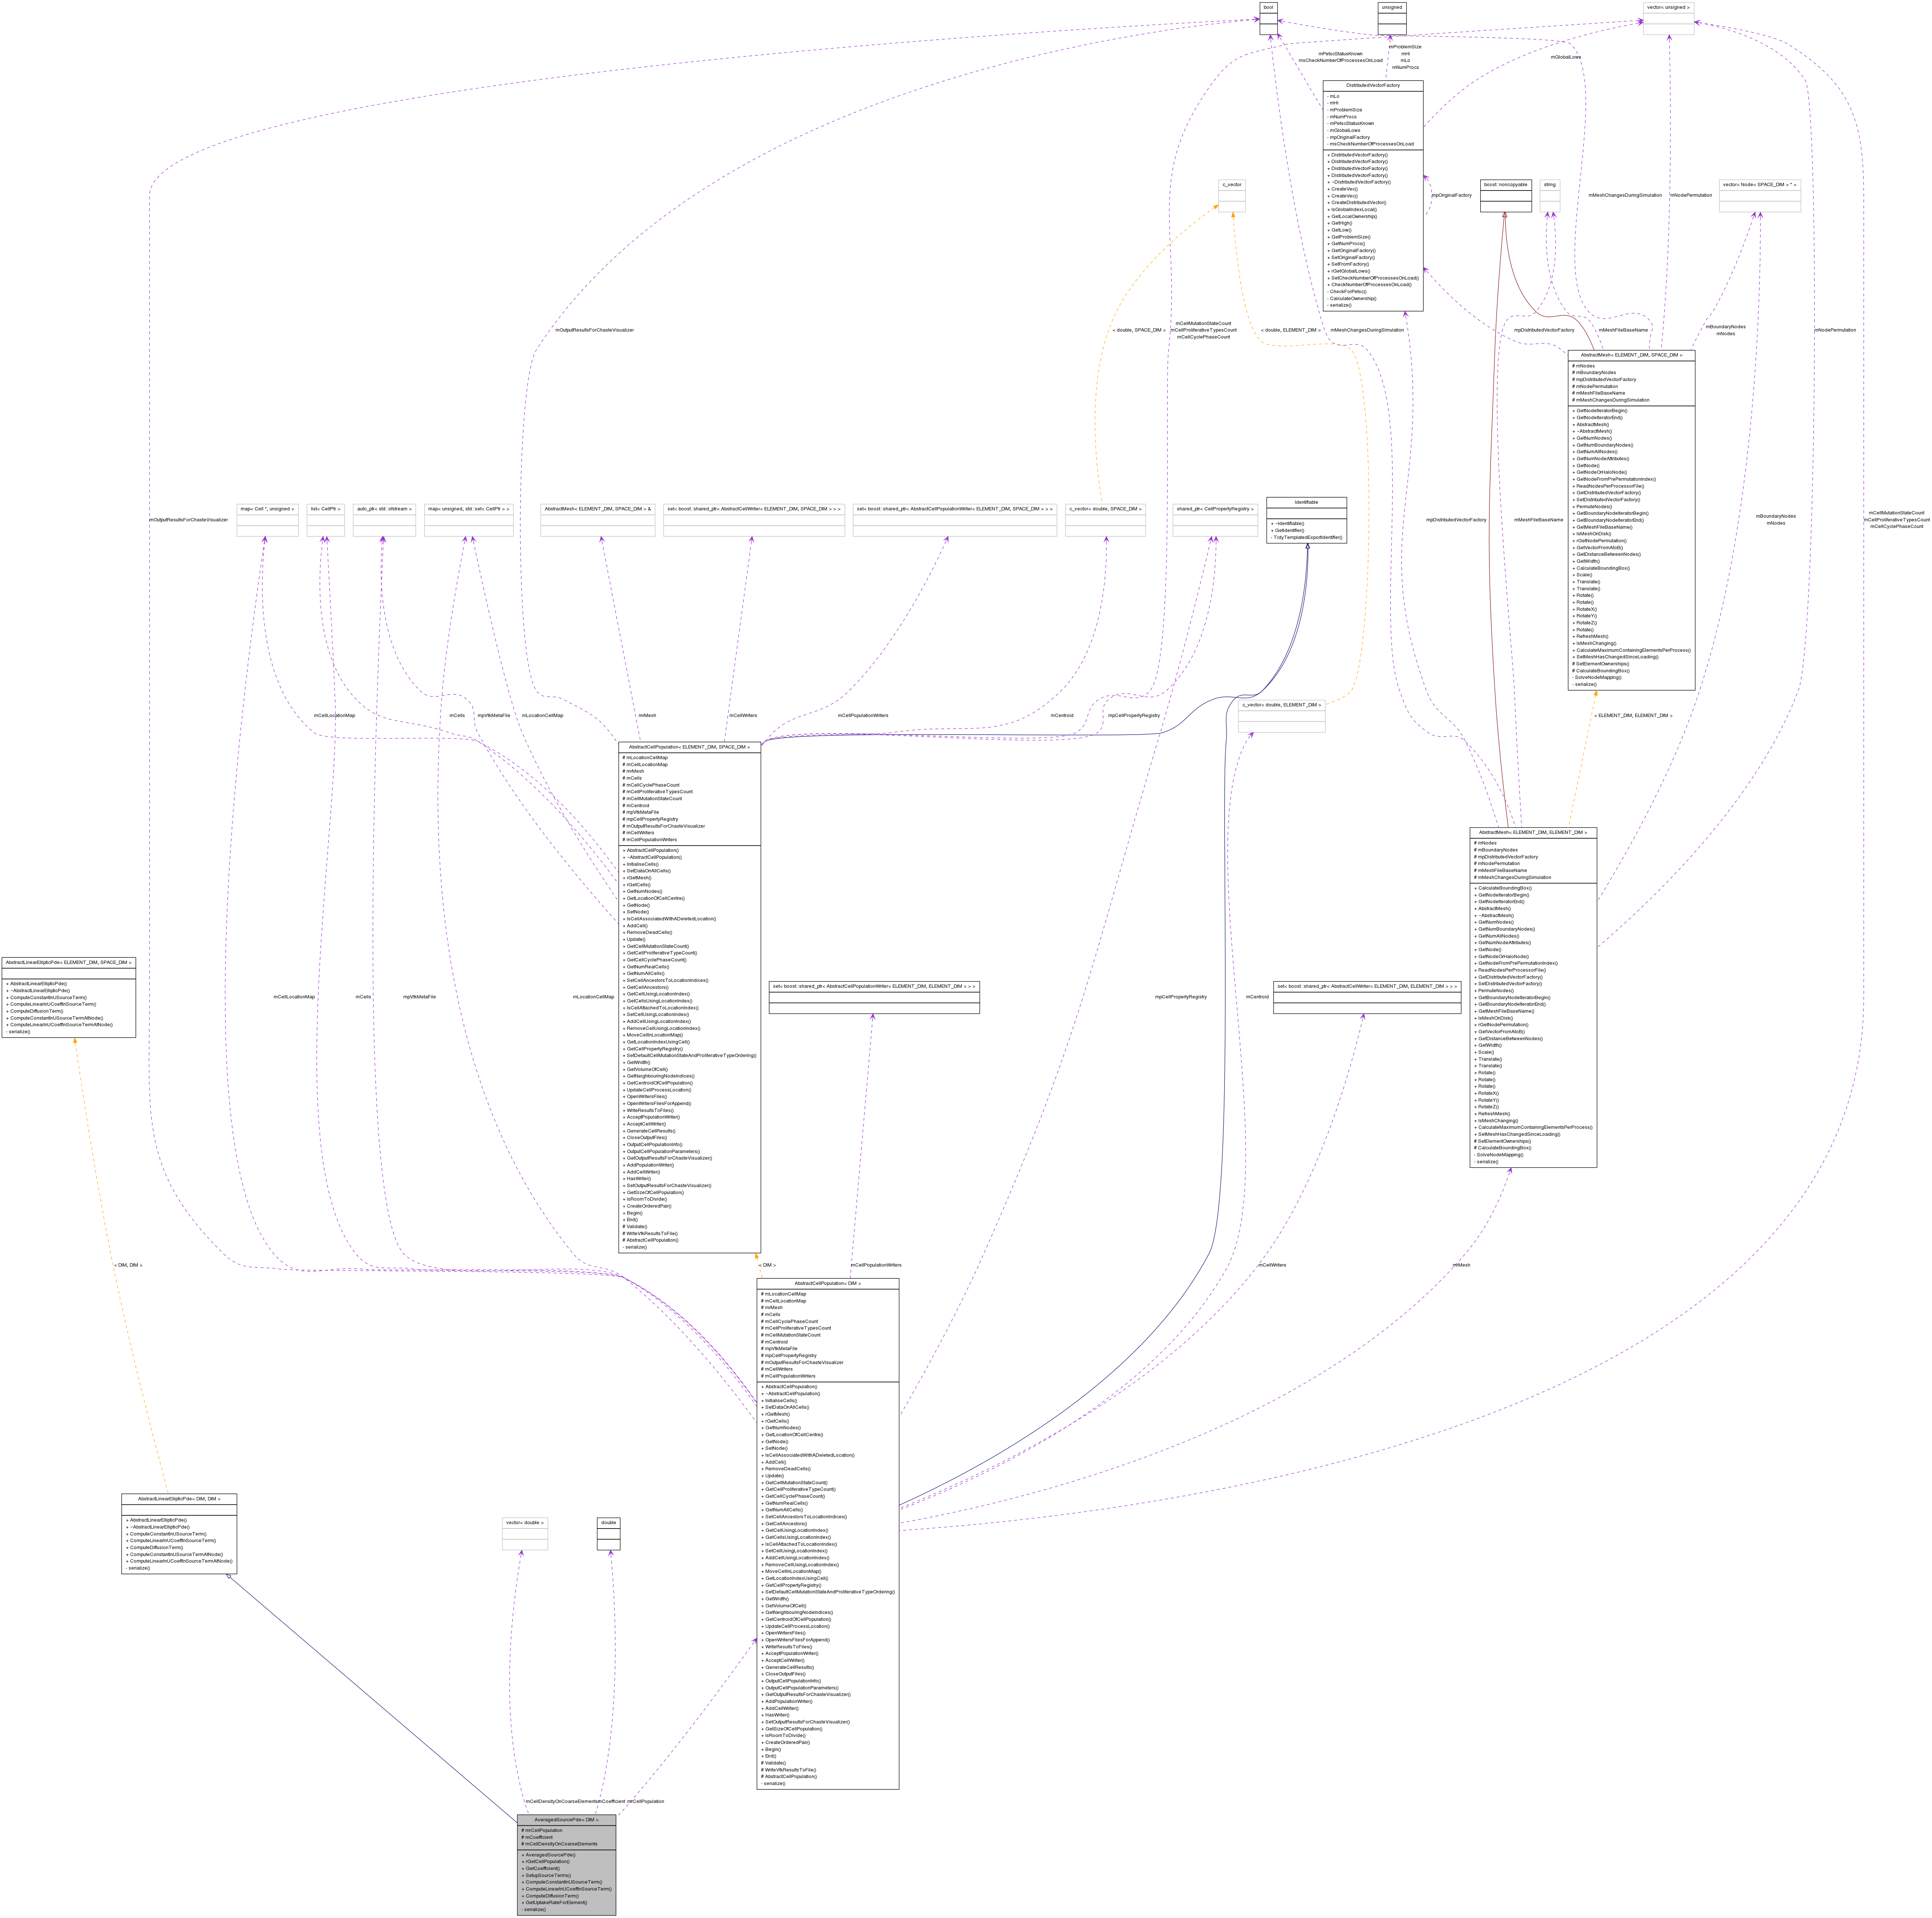 bool
unsigned
vector< unsigned >
mPetscStatusKnown
msCheckNumberOfProcessesOnLoad
mProblemSize
mHi
mLo
mNumProcs
mGlobalLows
DistributedVectorFactory
- mLo
- mHi
- mProblemSize
- mNumProcs
- mPetscStatusKnown
- mGlobalLows
- mpOriginalFactory
- msCheckNumberOfProcessesOnLoad
+ DistributedVectorFactory()
+ DistributedVectorFactory()
+ DistributedVectorFactory()
+ DistributedVectorFactory()
+ ~DistributedVectorFactory()
+ CreateVec()
+ CreateVec()
+ CreateDistributedVector()
+ IsGlobalIndexLocal()
+ GetLocalOwnership()
+ GetHigh()
+ GetLow()
+ GetProblemSize()
+ GetNumProcs()
+ GetOriginalFactory()
+ SetOriginalFactory()
+ SetFromFactory()
+ rGetGlobalLows()
+ SetCheckNumberOfProcessesOnLoad()
+ CheckNumberOfProcessesOnLoad()
- CheckForPetsc()
- CalculateOwnership()
- serialize()
c_vector
boost::noncopyable
string
vector< Node< SPACE_DIM > * >
mpOriginalFactory
mMeshChangesDuringSimulation
mNodePermutation
mOutputResultsForChasteVisualizer
< double, SPACE_DIM >
mCellMutationStateCount
mCellProliferativeTypesCount
mCellCyclePhaseCount
< double, ELEMENT_DIM >
mMeshChangesDuringSimulation
mpDistributedVectorFactory
mMeshFileBaseName
mBoundaryNodes
mNodes
mNodePermutation
AbstractMesh< ELEMENT_DIM, SPACE_DIM >
# mNodes
# mBoundaryNodes
# mpDistributedVectorFactory
# mNodePermutation
# mMeshFileBaseName
# mMeshChangesDuringSimulation
+ GetNodeIteratorBegin()
+ GetNodeIteratorEnd()
+ AbstractMesh()
+ ~AbstractMesh()
+ GetNumNodes()
+ GetNumBoundaryNodes()
+ GetNumAllNodes()
+ GetNumNodeAttributes()
+ GetNode()
+ GetNodeOrHaloNode()
+ GetNodeFromPrePermutationIndex()
+ ReadNodesPerProcessorFile()
+ GetDistributedVectorFactory()
+ SetDistributedVectorFactory()
+ PermuteNodes()
+ GetBoundaryNodeIteratorBegin()
+ GetBoundaryNodeIteratorEnd()
+ GetMeshFileBaseName()
+ IsMeshOnDisk()
+ rGetNodePermutation()
+ GetVectorFromAtoB()
+ GetDistanceBetweenNodes()
+ GetWidth()
+ CalculateBoundingBox()
+ Scale()
+ Translate()
+ Translate()
+ Rotate()
+ Rotate()
+ RotateX()
+ RotateY()
+ RotateZ()
+ Rotate()
+ RefreshMesh()
+ IsMeshChanging()
+ CalculateMaximumContainingElementsPerProcess()
+ SetMeshHasChangedSinceLoading()
# SetElementOwnerships()
# CalculateBoundingBox()
- SolveNodeMapping()
- serialize()
map< Cell *, unsigned >
list< CellPtr >
auto_ptr< std::ofstream >
map< unsigned, std::set< CellPtr > >
AbstractMesh< ELEMENT_DIM, SPACE_DIM > &
set< boost::shared_ptr< AbstractCellWriter< ELEMENT_DIM, SPACE_DIM > > >
set< boost::shared_ptr< AbstractCellPopulationWriter< ELEMENT_DIM, SPACE_DIM > > >
c_vector< double, SPACE_DIM >
shared_ptr< CellPropertyRegistry >
Identifiable
+ ~Identifiable()
+ GetIdentifier()
- TidyTemplatedExportIdentifier()
mOutputResultsForChasteVisualizer
mpDistributedVectorFactory
mMeshFileBaseName
mBoundaryNodes
mNodes
mCellMutationStateCount
mCellProliferativeTypesCount
mCellCyclePhaseCount
c_vector< double, ELEMENT_DIM >
mCellLocationMap
mCells
mpVtkMetaFile
mLocationCellMap
mrMesh
mCellWriters
mCellPopulationWriters
mCentroid
mpCellPropertyRegistry
< ELEMENT_DIM, ELEMENT_DIM >
AbstractCellPopulation< ELEMENT_DIM, SPACE_DIM >
# mLocationCellMap
# mCellLocationMap
# mrMesh
# mCells
# mCellCyclePhaseCount
# mCellProliferativeTypesCount
# mCellMutationStateCount
# mCentroid
# mpVtkMetaFile
# mpCellPropertyRegistry
# mOutputResultsForChasteVisualizer
# mCellWriters
# mCellPopulationWriters
+ AbstractCellPopulation()
+ ~AbstractCellPopulation()
+ InitialiseCells()
+ SetDataOnAllCells()
+ rGetMesh()
+ rGetCells()
+ GetNumNodes()
+ GetLocationOfCellCentre()
+ GetNode()
+ SetNode()
+ IsCellAssociatedWithADeletedLocation()
+ AddCell()
+ RemoveDeadCells()
+ Update()
+ GetCellMutationStateCount()
+ GetCellProliferativeTypeCount()
+ GetCellCyclePhaseCount()
+ GetNumRealCells()
+ GetNumAllCells()
+ SetCellAncestorsToLocationIndices()
+ GetCellAncestors()
+ GetCellUsingLocationIndex()
+ GetCellsUsingLocationIndex()
+ IsCellAttachedToLocationIndex()
+ SetCellUsingLocationIndex()
+ AddCellUsingLocationIndex()
+ RemoveCellUsingLocationIndex()
+ MoveCellInLocationMap()
+ GetLocationIndexUsingCell()
+ GetCellPropertyRegistry()
+ SetDefaultCellMutationStateAndProliferativeTypeOrdering()
+ GetWidth()
+ GetVolumeOfCell()
+ GetNeighbouringNodeIndices()
+ GetCentroidOfCellPopulation()
+ UpdateCellProcessLocation()
+ OpenWritersFiles()
+ OpenWritersFilesForAppend()
+ WriteResultsToFiles()
+ AcceptPopulationWriter()
+ AcceptCellWriter()
+ GenerateCellResults()
+ CloseOutputFiles()
+ OutputCellPopulationInfo()
+ OutputCellPopulationParameters()
+ GetOutputResultsForChasteVisualizer()
+ AddPopulationWriter()
+ AddCellWriter()
+ HasWriter()
+ SetOutputResultsForChasteVisualizer()
+ GetSizeOfCellPopulation()
+ IsRoomToDivide()
+ CreateOrderedPair()
+ Begin()
+ End()
# Validate()
# WriteVtkResultsToFile()
# AbstractCellPopulation()
- serialize()
AbstractMesh< ELEMENT_DIM, ELEMENT_DIM >
# mNodes
# mBoundaryNodes
# mpDistributedVectorFactory
# mNodePermutation
# mMeshFileBaseName
# mMeshChangesDuringSimulation
+ CalculateBoundingBox()
+ GetNodeIteratorBegin()
+ GetNodeIteratorEnd()
+ AbstractMesh()
+ ~AbstractMesh()
+ GetNumNodes()
+ GetNumBoundaryNodes()
+ GetNumAllNodes()
+ GetNumNodeAttributes()
+ GetNode()
+ GetNodeOrHaloNode()
+ GetNodeFromPrePermutationIndex()
+ ReadNodesPerProcessorFile()
+ GetDistributedVectorFactory()
+ SetDistributedVectorFactory()
+ PermuteNodes()
+ GetBoundaryNodeIteratorBegin()
+ GetBoundaryNodeIteratorEnd()
+ GetMeshFileBaseName()
+ IsMeshOnDisk()
+ rGetNodePermutation()
+ GetVectorFromAtoB()
+ GetDistanceBetweenNodes()
+ GetWidth()
+ Scale()
+ Translate()
+ Translate()
+ Rotate()
+ Rotate()
+ Rotate()
+ RotateX()
+ RotateY()
+ RotateZ()
+ RefreshMesh()
+ IsMeshChanging()
+ CalculateMaximumContainingElementsPerProcess()
+ SetMeshHasChangedSinceLoading()
# SetElementOwnerships()
# CalculateBoundingBox()
- SolveNodeMapping()
- serialize()
AbstractLinearEllipticPde< ELEMENT_DIM, SPACE_DIM >
+ AbstractLinearEllipticPde()
+ ~AbstractLinearEllipticPde()
+ ComputeConstantInUSourceTerm()
+ ComputeLinearInUCoeffInSourceTerm()
+ ComputeDiffusionTerm()
+ ComputeConstantInUSourceTermAtNode()
+ ComputeLinearInUCoeffInSourceTermAtNode()
- serialize()
set< boost::shared_ptr< AbstractCellPopulationWriter< ELEMENT_DIM, ELEMENT_DIM > > >
set< boost::shared_ptr< AbstractCellWriter< ELEMENT_DIM, ELEMENT_DIM > > >
mCellLocationMap
mCells
mpVtkMetaFile
mLocationCellMap
mpCellPropertyRegistry
mCentroid
< DIM, DIM >
< DIM >
mCellPopulationWriters
mCellWriters
mrMesh
AbstractCellPopulation< DIM >
# mLocationCellMap
# mCellLocationMap
# mrMesh
# mCells
# mCellCyclePhaseCount
# mCellProliferativeTypesCount
# mCellMutationStateCount
# mCentroid
# mpVtkMetaFile
# mpCellPropertyRegistry
# mOutputResultsForChasteVisualizer
# mCellWriters
# mCellPopulationWriters
+ AbstractCellPopulation()
+ ~AbstractCellPopulation()
+ InitialiseCells()
+ SetDataOnAllCells()
+ rGetMesh()
+ rGetCells()
+ GetNumNodes()
+ GetLocationOfCellCentre()
+ GetNode()
+ SetNode()
+ IsCellAssociatedWithADeletedLocation()
+ AddCell()
+ RemoveDeadCells()
+ Update()
+ GetCellMutationStateCount()
+ GetCellProliferativeTypeCount()
+ GetCellCyclePhaseCount()
+ GetNumRealCells()
+ GetNumAllCells()
+ SetCellAncestorsToLocationIndices()
+ GetCellAncestors()
+ GetCellUsingLocationIndex()
+ GetCellsUsingLocationIndex()
+ IsCellAttachedToLocationIndex()
+ SetCellUsingLocationIndex()
+ AddCellUsingLocationIndex()
+ RemoveCellUsingLocationIndex()
+ MoveCellInLocationMap()
+ GetLocationIndexUsingCell()
+ GetCellPropertyRegistry()
+ SetDefaultCellMutationStateAndProliferativeTypeOrdering()
+ GetWidth()
+ GetVolumeOfCell()
+ GetNeighbouringNodeIndices()
+ GetCentroidOfCellPopulation()
+ UpdateCellProcessLocation()
+ OpenWritersFiles()
+ OpenWritersFilesForAppend()
+ WriteResultsToFiles()
+ AcceptPopulationWriter()
+ AcceptCellWriter()
+ GenerateCellResults()
+ CloseOutputFiles()
+ OutputCellPopulationInfo()
+ OutputCellPopulationParameters()
+ GetOutputResultsForChasteVisualizer()
+ AddPopulationWriter()
+ AddCellWriter()
+ HasWriter()
+ SetOutputResultsForChasteVisualizer()
+ GetSizeOfCellPopulation()
+ IsRoomToDivide()
+ CreateOrderedPair()
+ Begin()
+ End()
# Validate()
# WriteVtkResultsToFile()
# AbstractCellPopulation()
- serialize()
AbstractLinearEllipticPde< DIM, DIM >
+ AbstractLinearEllipticPde()
+ ~AbstractLinearEllipticPde()
+ ComputeConstantInUSourceTerm()
+ ComputeLinearInUCoeffInSourceTerm()
+ ComputeDiffusionTerm()
+ ComputeConstantInUSourceTermAtNode()
+ ComputeLinearInUCoeffInSourceTermAtNode()
- serialize()
vector< double >
double
mCellDensityOnCoarseElements
mCoefficient
mrCellPopulation
AveragedSourcePde< DIM >
# mrCellPopulation
# mCoefficient
# mCellDensityOnCoarseElements
+ AveragedSourcePde()
+ rGetCellPopulation()
+ GetCoefficient()
+ SetupSourceTerms()
+ ComputeConstantInUSourceTerm()
+ ComputeLinearInUCoeffInSourceTerm()
+ ComputeDiffusionTerm()
+ GetUptakeRateForElement()
- serialize()